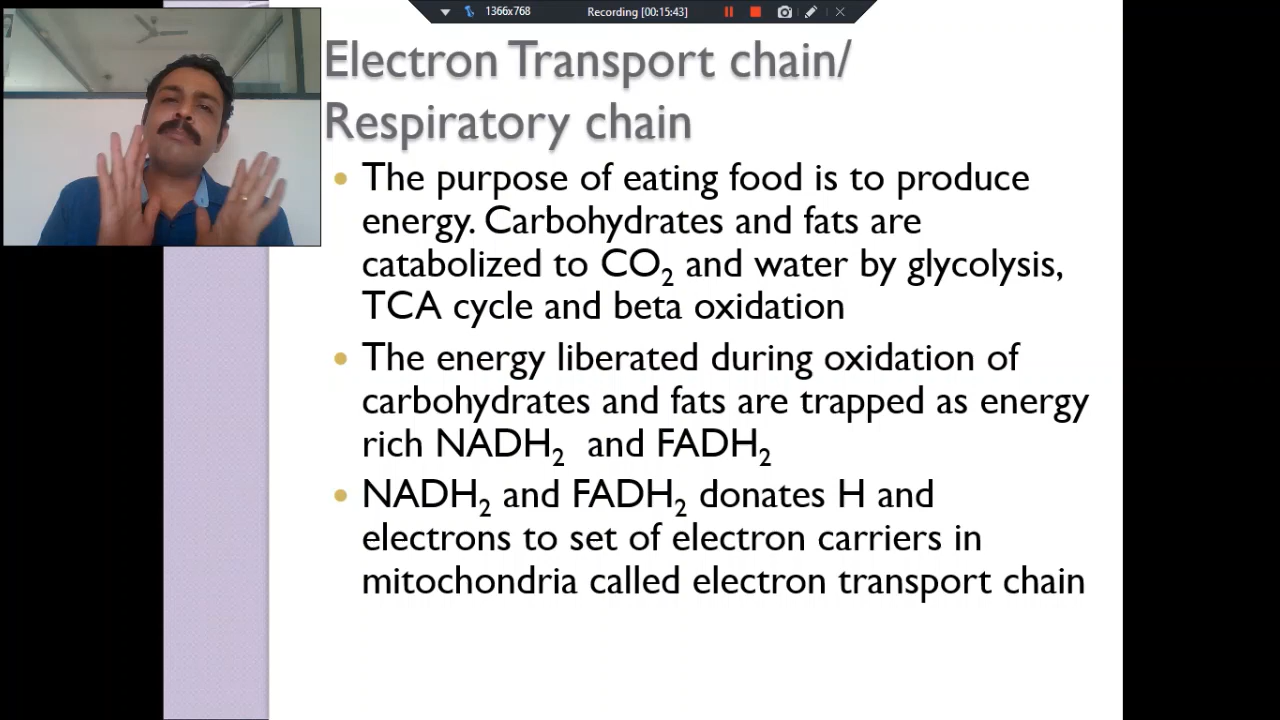 1366x768 Recording [00:15:43]
Electron Transport chain/
Respiratory chain
The purpose of eating food is to produce
energy. Carbohydrates and fats are
catabolized to CO₂ and water by glycolysis,
TCA cycle and beta oxidation
The energy liberated during oxidation of
carbohydrates and fats are trapped as energy
rich NADH₂ and FADH₂
NADH₂ and FADH₂ donates H and
electrons to set of electron carriers in
mitochondria called electron transport chain